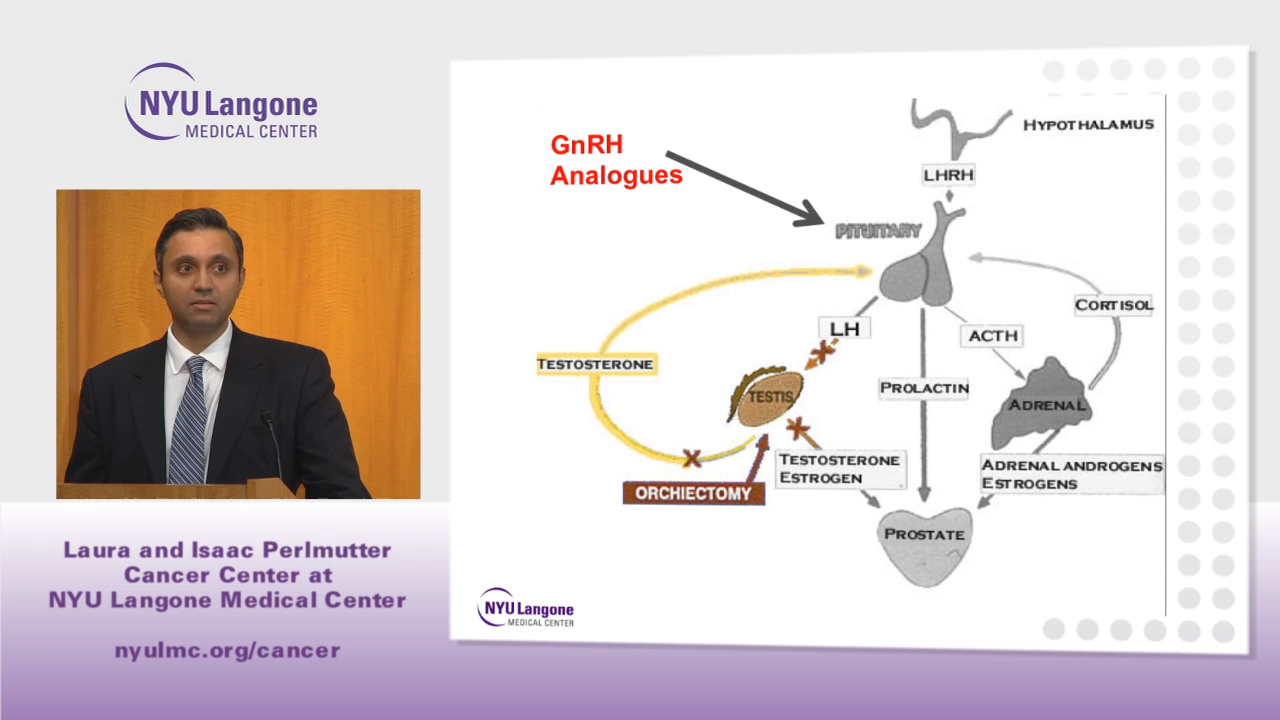 NYU Langone
MEDICAL CENTER
Laura and Isaac Perlmutter
Cancer Center at
NYU Langone Medical Center
nyulmc.org/cancer
GnRH
Analogues
HYPOTHALAMUS
LHRH
PITUITARY
CORTISOL
LH
ACTH
TESTOSTERONE
PROLACTIN
TESTIS
ADRENAL
TESTOSTERONE
ESTROGEN
ADRENAL ANDROGENS
ESTROGENS
ORCHIECTOMY
PROSTATE
NYU Langone
MEDICAL CENTER